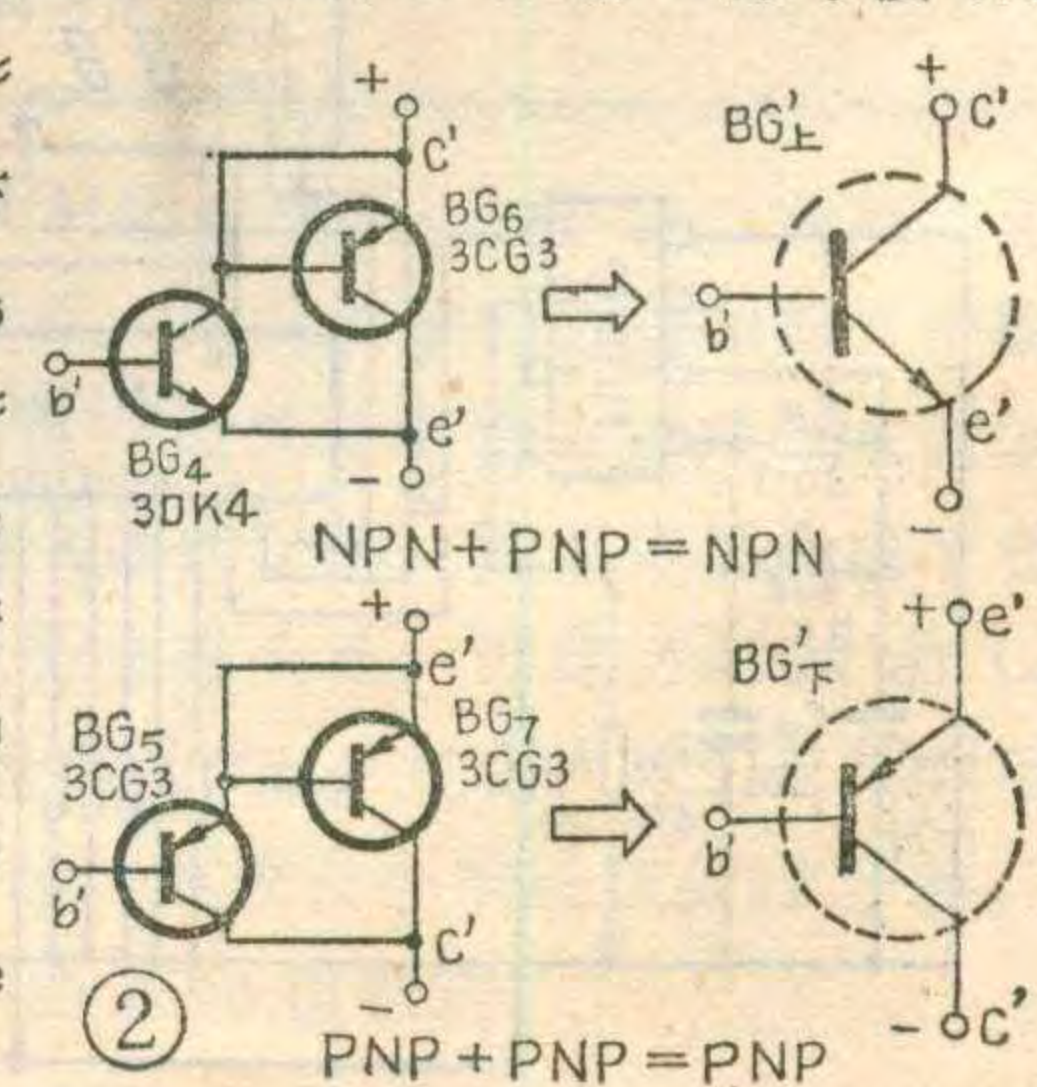 +
C'
BG6
3CG3
b'
BG4
3DK4
e'
−
BG'上
+
C'
b'
e'
−
NPN+PNP=NPN
+
e'
BG5
3CG3
BG7
3CG3
b'
C'
−
BG'下
+
e'
b'
−
C'
②
PNP+PNP=PNP